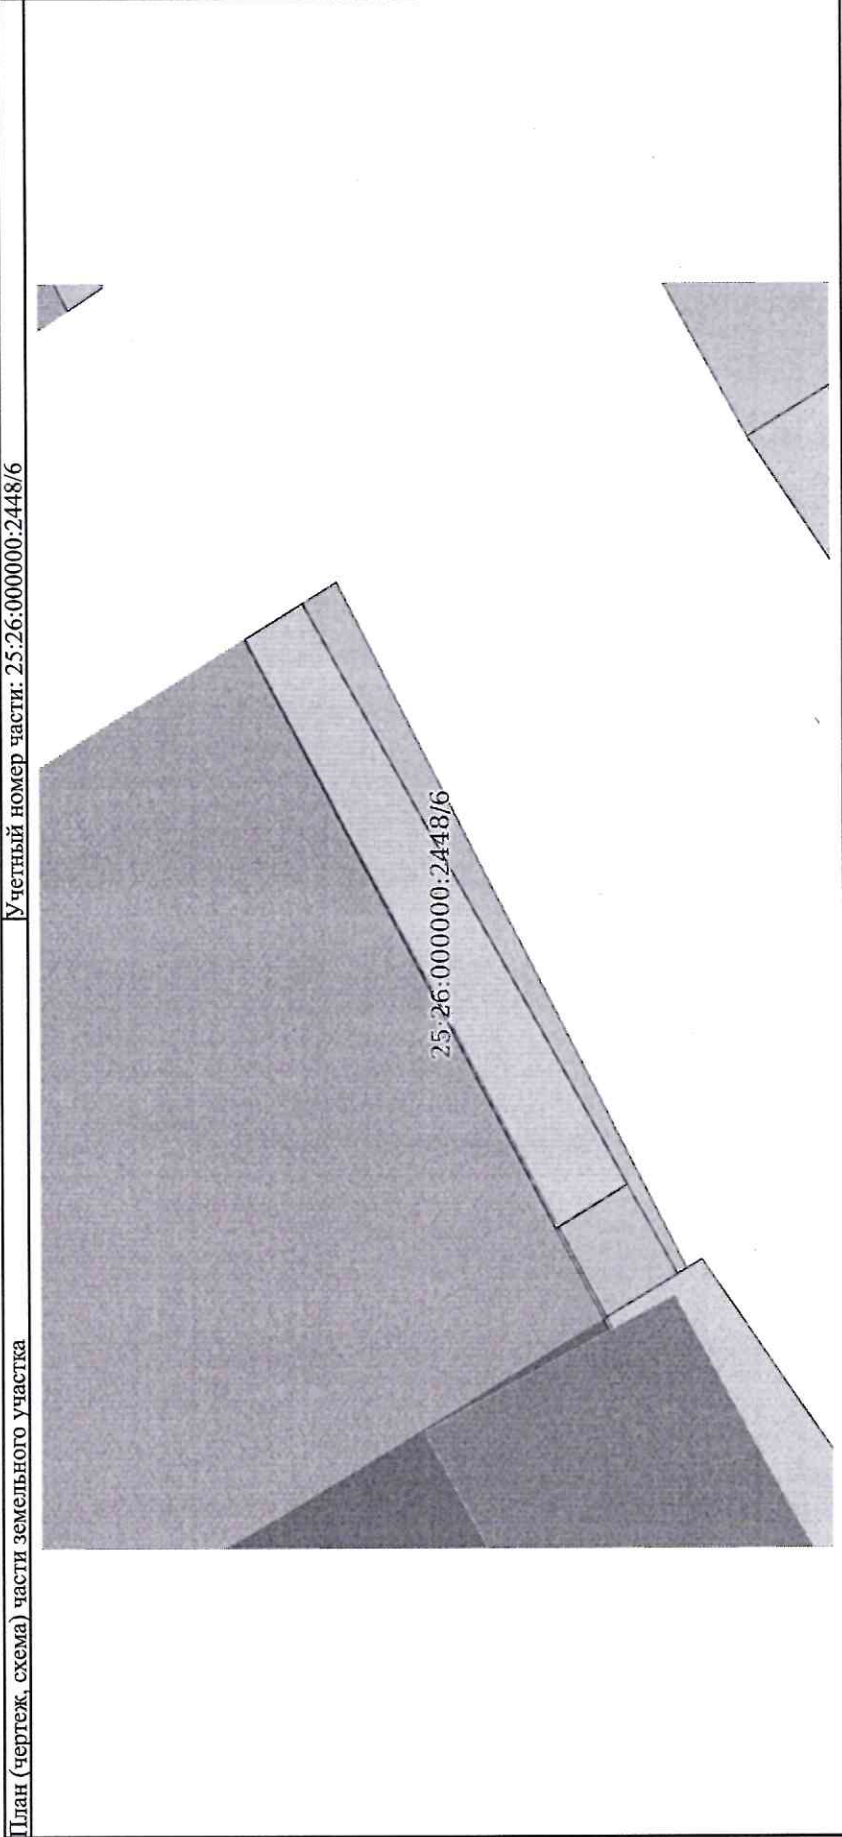 План (чертеж, схема) части земельного участка
Учетный номер части: 25:26:000000:2448/6
25:26:000000:2448/6